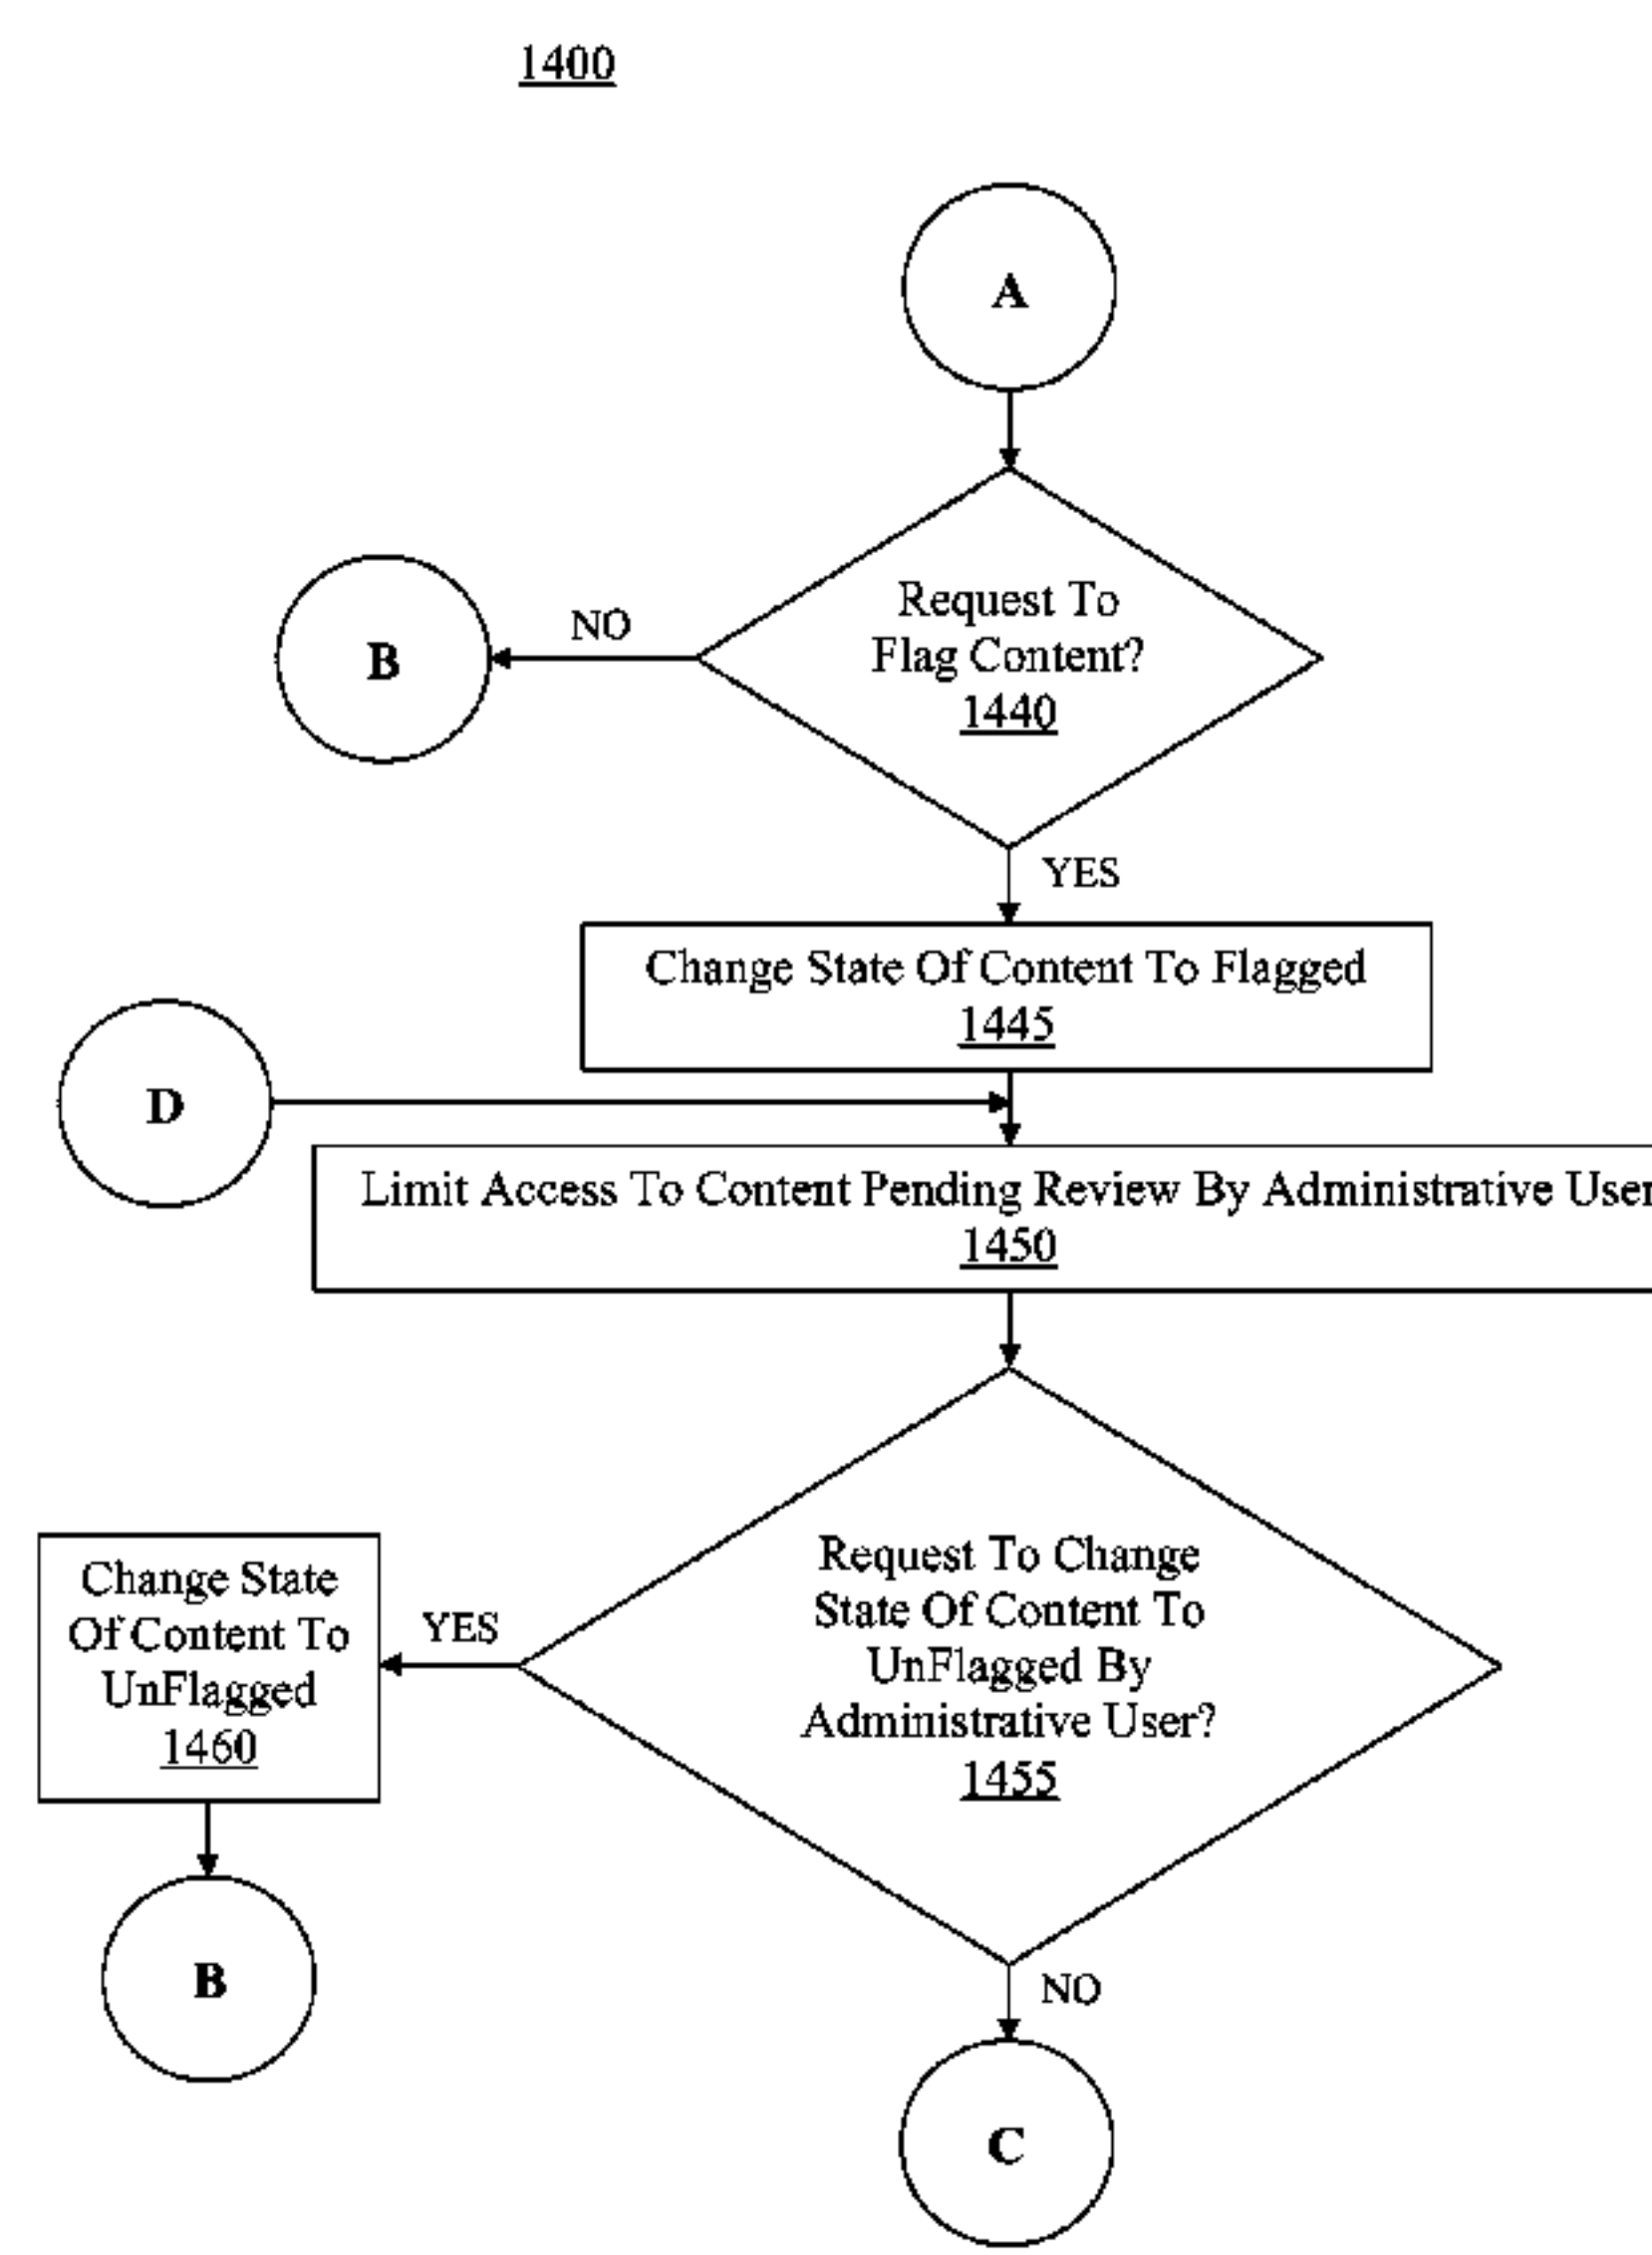 1400
A
Request To
Flag Content?
1440
NO
B
YES
Change State Of Content To Flagged
1445
D
Limit Access To Content Pending Review By Administrative User
1450
Request To Change
State Of Content To
UnFlagged By
Administrative User?
1455
YES
Change State
Of Content To
UnFlagged
1460
B
NO
C